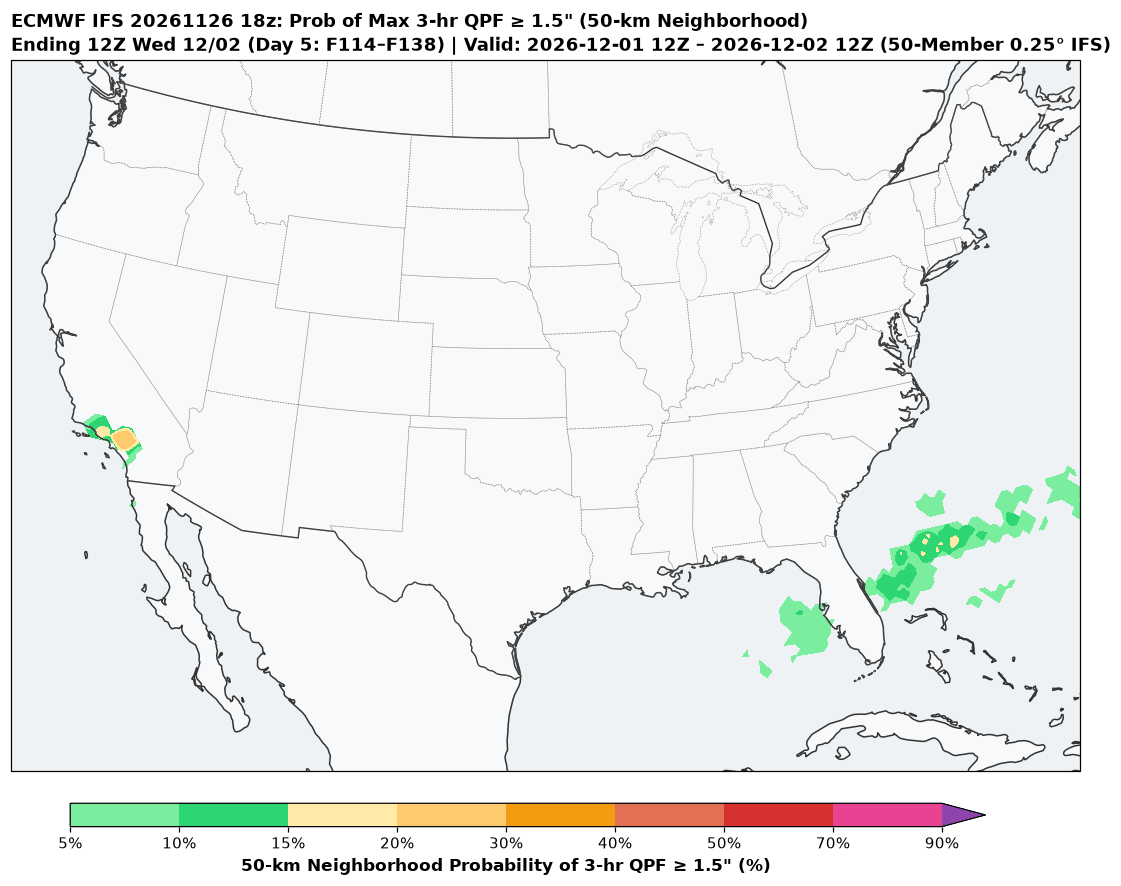 ECMWF IFS 20261126 18z: Prob of Max 3-hr QPF ≥ 1.5" (50-km Neighborhood)
Ending 12Z Wed 12/02 (Day 5: F114–F138) | Valid: 2026-12-01 12Z – 2026-12-02 12Z (50-Member 0.25° IFS)
5% 10% 15% 20% 30% 40% 50% 70% 90%
50-km Neighborhood Probability of 3-hr QPF ≥ 1.5" (%)